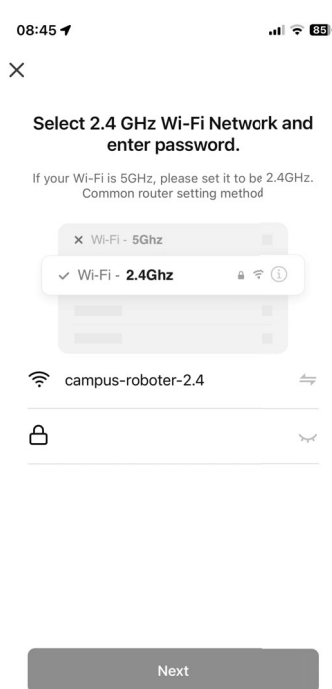 08:45
85
Select 2.4 GHz Wi-Fi Network and
enter password.
If your Wi-Fi is 5GHz, please set it to be 2.4GHz.
Common router setting method
Wi-Fi - 5Ghz
Wi-Fi - 2.4Ghz
campus-roboter-2.4
Next